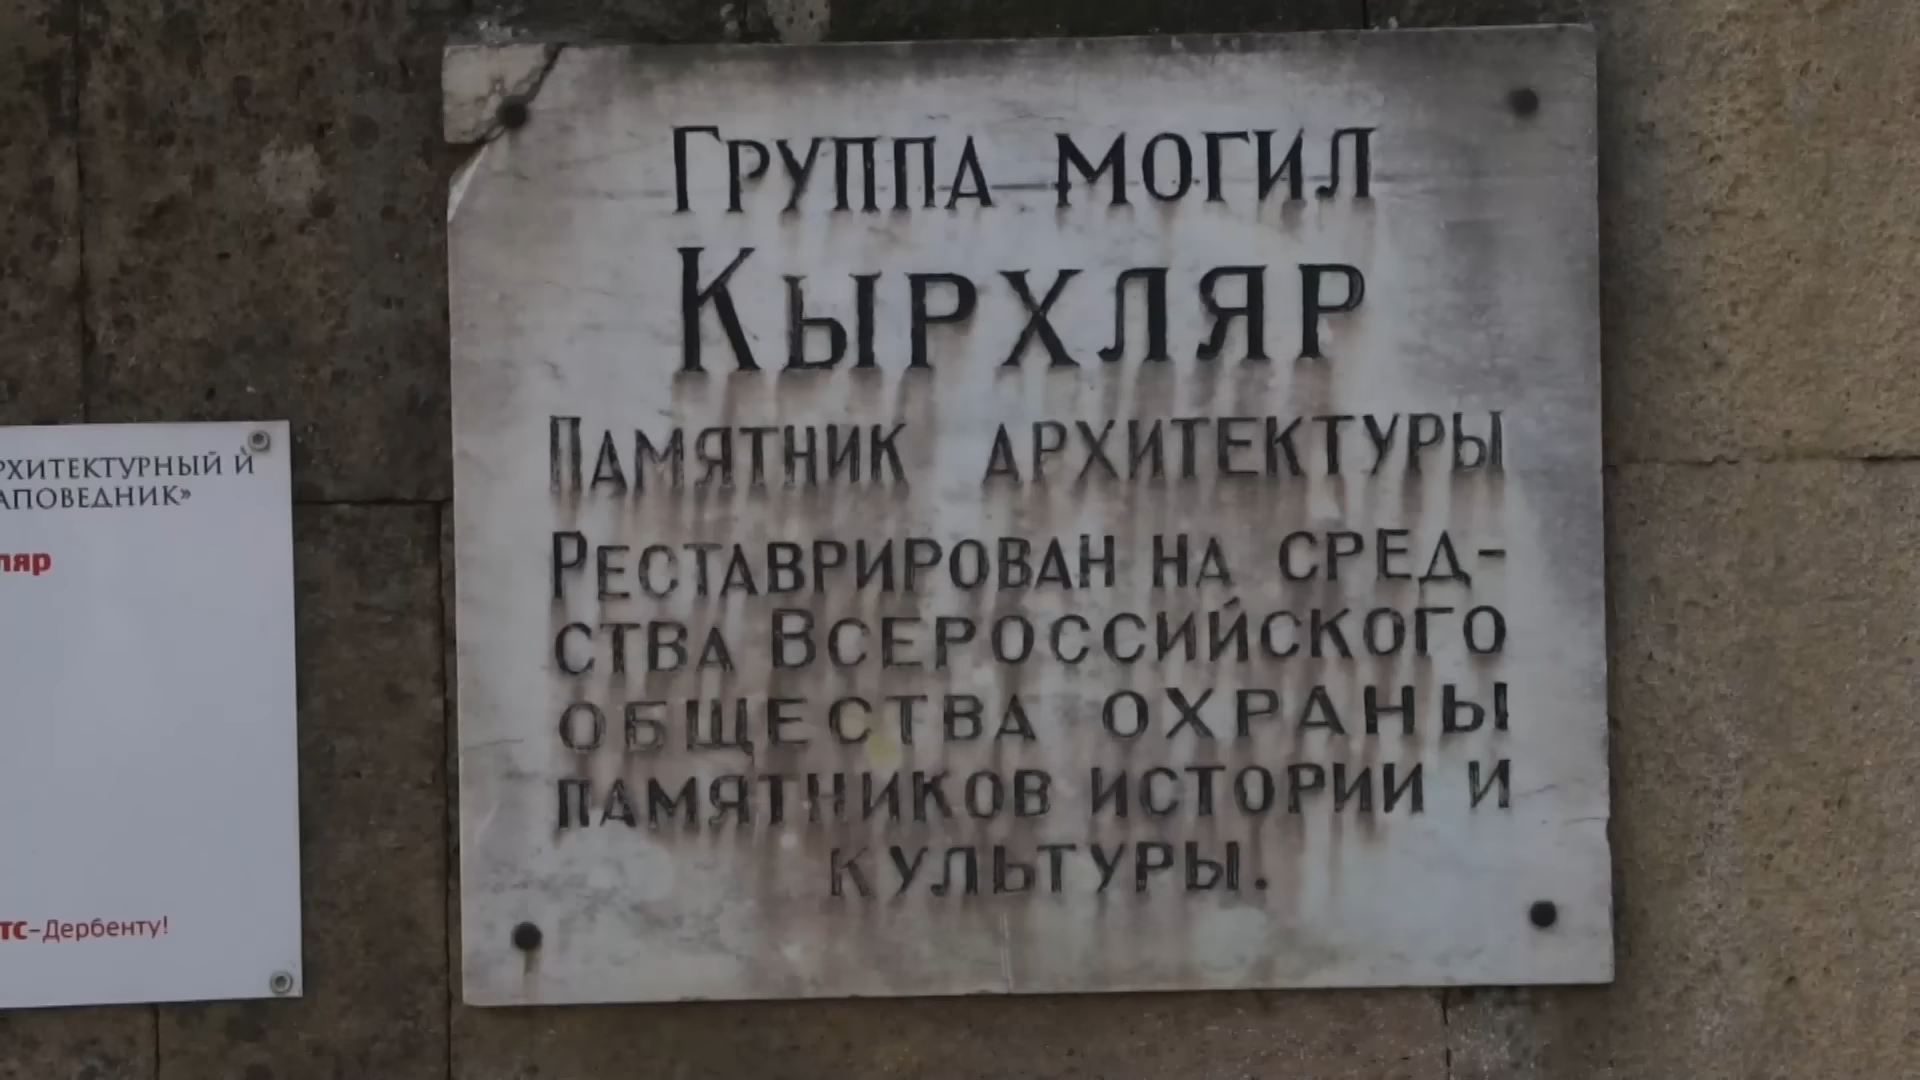 РХИТЕКТУРНЫЙ И
АПОВЕДНИК»
ляр
тс–Дербенту!
Группа могил
Кырхляр
Памятник архитектуры
Реставрирован на сред-
ства Всероссийского
общества охраны
памятников истории и
культуры.